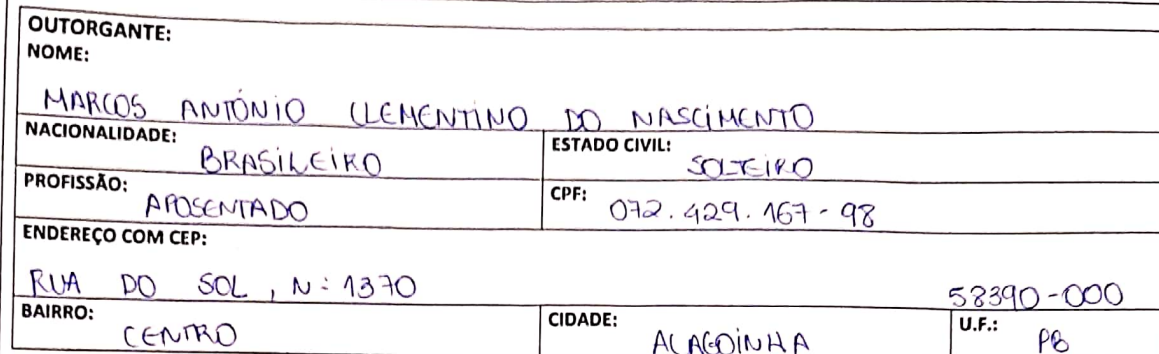 OUTORGANTE:
NOME:
MARCOS ANTÔNIO CLEMENTINO DO NASCIMENTO
NACIONALIDADE: BRASILEIRO ESTADO CIVIL: SOLTEIRO
PROFISSÃO: APOSENTADO CPF: 072.429.167-98
ENDEREÇO COM CEP:
RUA DO SOL, N: 1370 58390-000
BAIRRO: CENTRO CIDADE: ALAGOINHA U.F.: PB